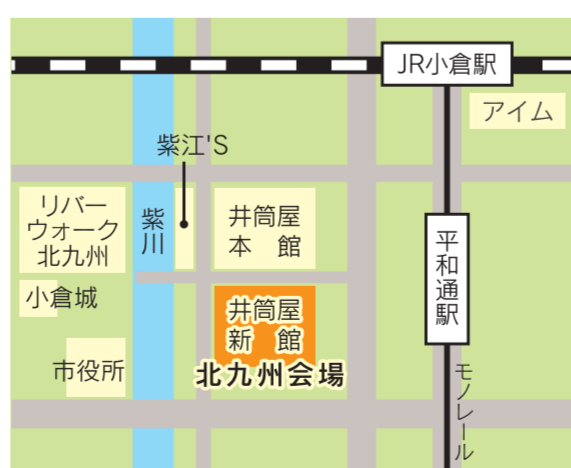 JR小倉駅
アイム
紫江'S
リバー
ウォーク
北九州
紫川
井筒屋
本　館
平和通駅
小倉城
井筒屋
新　館
市役所
北九州会場
モノレール